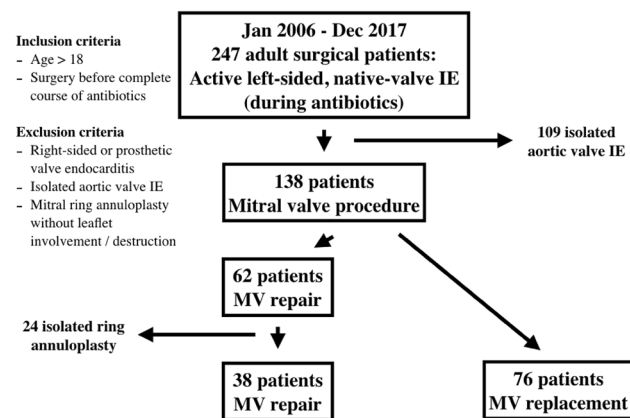 Jan 2006 - Dec 2017
247 adult surgical patients:
Active left-sided, native-valve IE
(during antibiotics)
Inclusion criteria
- Age > 18
- Surgery before complete
course of antibiotics
Exclusion criteria
- Right-sided or prosthetic
valve endocarditis
- Isolated aortic valve IE
- Mitral ring annuloplasty
without leaflet
involvement / destruction
109 isolated
aortic valve IE
138 patients
Mitral valve procedure
62 patients
MV repair
24 isolated ring
annuloplasty
38 patients
MV repair
76 patients
MV replacement